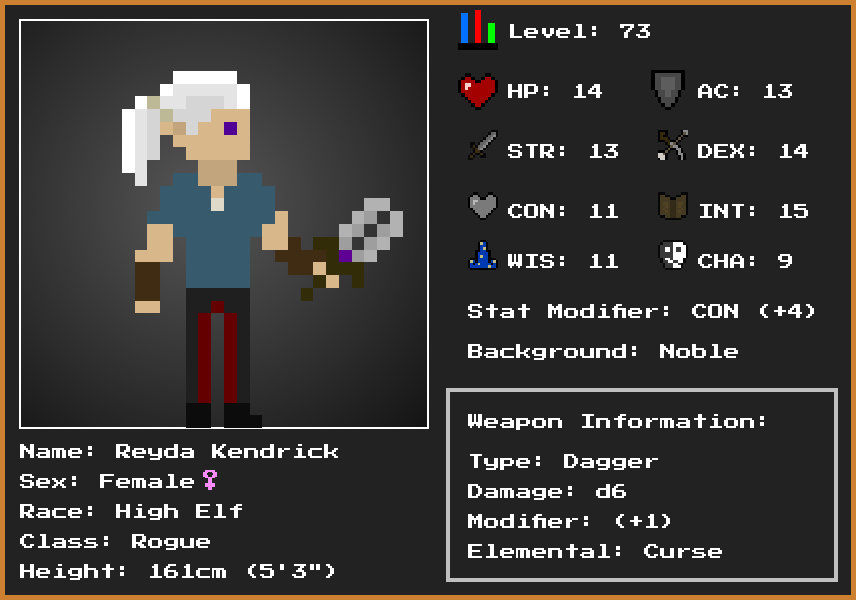 Level: 73
HP: 14
AC: 13
STR: 13
DEX: 14
CON: 11
INT: 15
WIS: 11
CHA: 9
Stat Modifier: CON (+4)
Background: Noble
Weapon Information:
Type: Dagger
Damage: d6
Modifier: (+1)
Elemental: Curse
Name: Reyda Kendrick
Sex: Female♀
Race: High Elf
Class: Rogue
Height: 161cm (5'3")